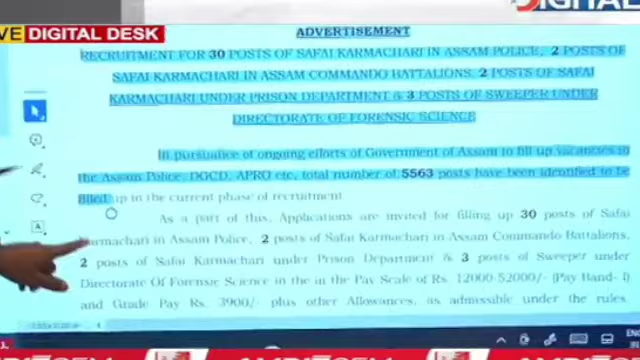 DIGITAL
VE DIGITAL DESK
ADVERTISEMENT
RECRUITMENT FOR 30 POSTS OF SAFAI KARMACHARI IN ASSAM POLICE, 2 POSTS OF
SAFAI KARMACHARI IN ASSAM COMMANDO BATTALIONS, 2 POSTS OF SAFAI
KARMACHARI UNDER PRISON DEPARTMENT & 3 POSTS OF SWEEPER UNDER
DIRECTORATE OF FORENSIC SCIENCE
In pursuance of ongoing efforts of Government of Assam to fill up vacancies in
the Assam Police, DGCD, APRO etc, total number of 5563 posts have been identified to be
filled up in the current phase of recruitment
As a part of this, Applications are invited for filling up 30 posts of Safai
Karmachari in Assam Police, 2 posts of Safai Karmachari in Assam Commando Battalions,
2 posts of Safai Karmachari under Prison Department & 3 posts of Sweeper under
Directorate Of Forensic Science in the in the Pay Scale of Rs. 12000-52000/- (Pay Band- I)
and Grade Pay Rs. 3900/- plus other Allowances, as admissible under the rules.
ENG